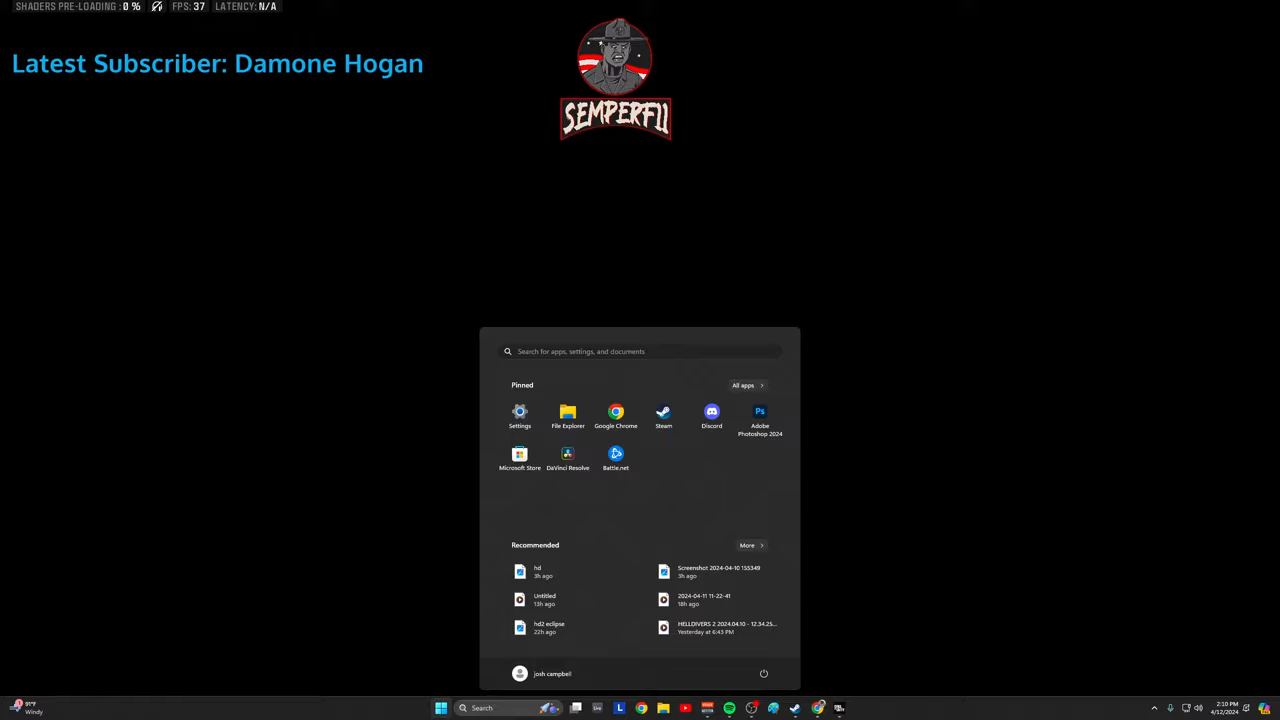 SHADERS PRE-LOADING : 0 % FPS: 37 LATENCY: N/A
Latest Subscriber: Damone Hogan
SEMPERFII
Search for apps, settings, and documents
Pinned All apps
Settings File Explorer Google Chrome Steam Discord Adobe Photoshop 2024
Microsoft Store DaVinci Resolve Battle.net
Recommended More
hd
3h ago
Screenshot 2024-04-10 155349
3h ago
Untitled
13h ago
2024-04-11 11-22-41
18h ago
hd2 eclipse
22h ago
HELLDIVERS 2 2024.04.10 - 12.34.25...
Yesterday at 6:43 PM
josh campbell
Windy
Search
2:10 PM
4/12/2024